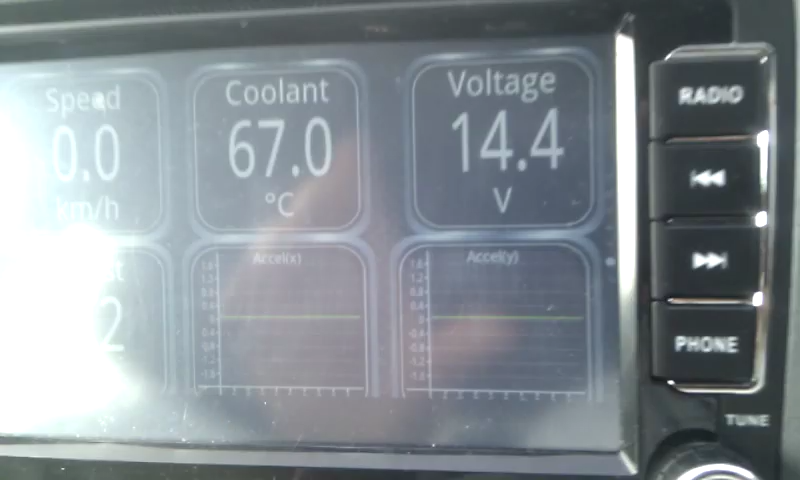 Speed
0.0
km/h
Coolant
67.0
°C
Voltage
14.4
V
Accel(x)
Accel(y)
RADIO
PHONE
TUNE